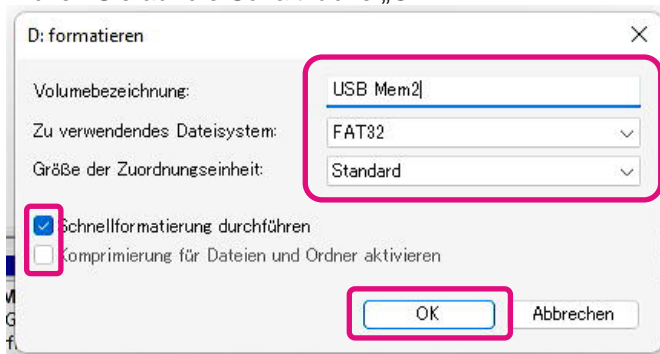 D: formatieren
Volumebezeichnung: USB Mem2
Zu verwendendes Dateisystem: FAT32
Größe der Zuordnungseinheit: Standard
Schnellformatierung durchführen
Komprimierung für Dateien und Ordner aktivieren
OK Abbrechen